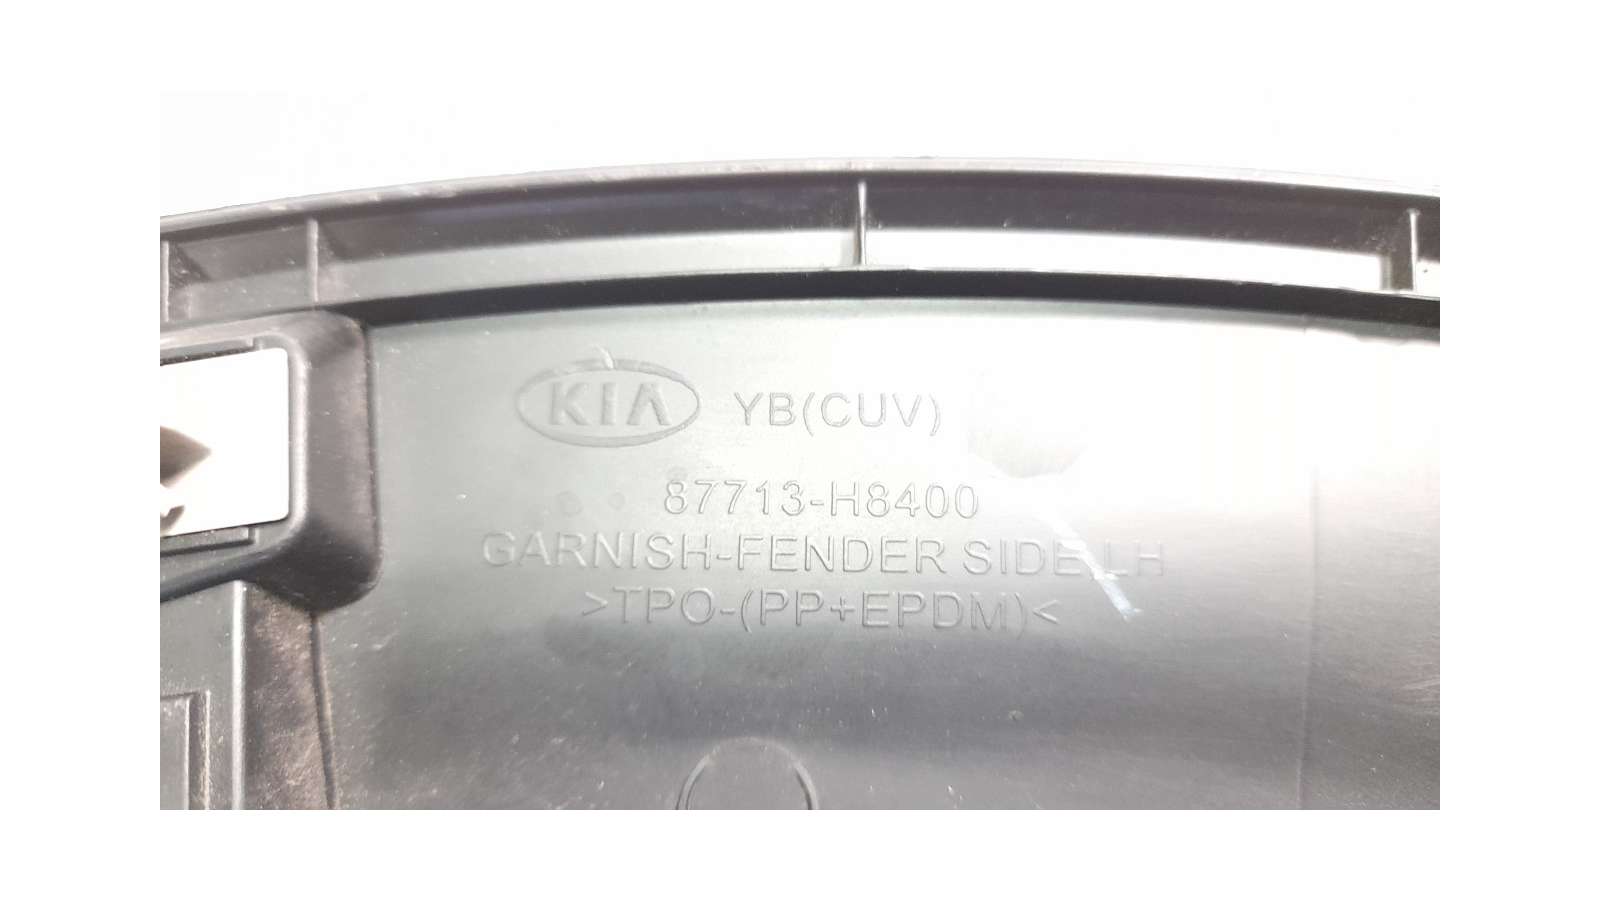 KIA YB(CUV)
87713-H8400
GARNISH-FENDER SIDE,LH
>TPO-(PP+EPDM)<